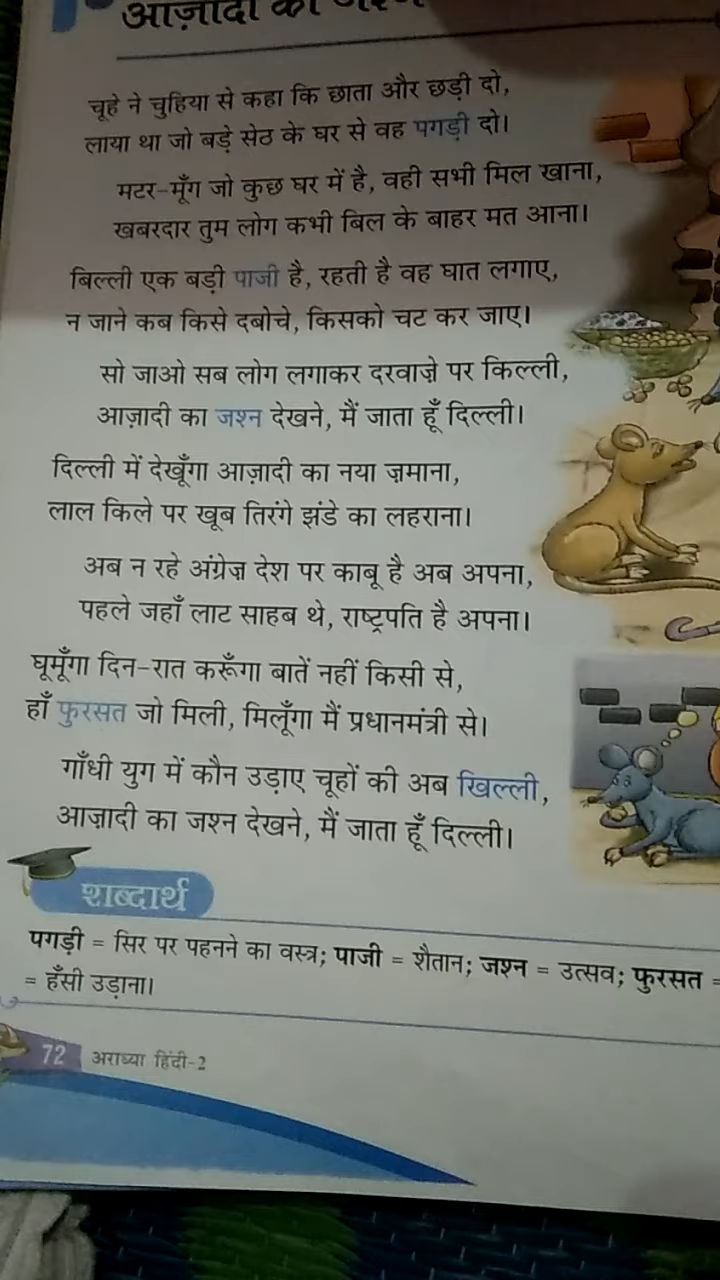 आज़ादी का जश्न
चूहे ने चुहिया से कहा कि छाता और छड़ी दो,
लाया था जो बड़े सेठ के घर से वह पगड़ी दो।
मटर-मूँग जो कुछ घर में है, वही सभी मिल खाना,
खबरदार तुम लोग कभी बिल के बाहर मत आना।
बिल्ली एक बड़ी पाजी है, रहती है वह घात लगाए,
न जाने कब किसे दबोचे, किसको चट कर जाए।
सो जाओ सब लोग लगाकर दरवाज़े पर किल्ली,
आज़ादी का जश्न देखने, मैं जाता हूँ दिल्ली।
दिल्ली में देखूँगा आज़ादी का नया ज़माना,
लाल किले पर खूब तिरंगे झंडे का लहराना।
अब न रहे अंग्रेज़ देश पर काबू है अब अपना,
पहले जहाँ लाट साहब थे, राष्ट्रपति है अपना।
घूमूँगा दिन-रात करूँगा बातें नहीं किसी से,
हाँ फुरसत जो मिली, मिलूँगा मैं प्रधानमंत्री से।
गाँधी युग में कौन उड़ाए चूहों की अब खिल्ली,
आज़ादी का जश्न देखने, मैं जाता हूँ दिल्ली।
शब्दार्थ
पगड़ी = सिर पर पहनने का वस्त्र; पाजी = शैतान; जश्न = उत्सव; फुरसत =
= हँसी उड़ाना।
72 अराध्या हिंदी-2